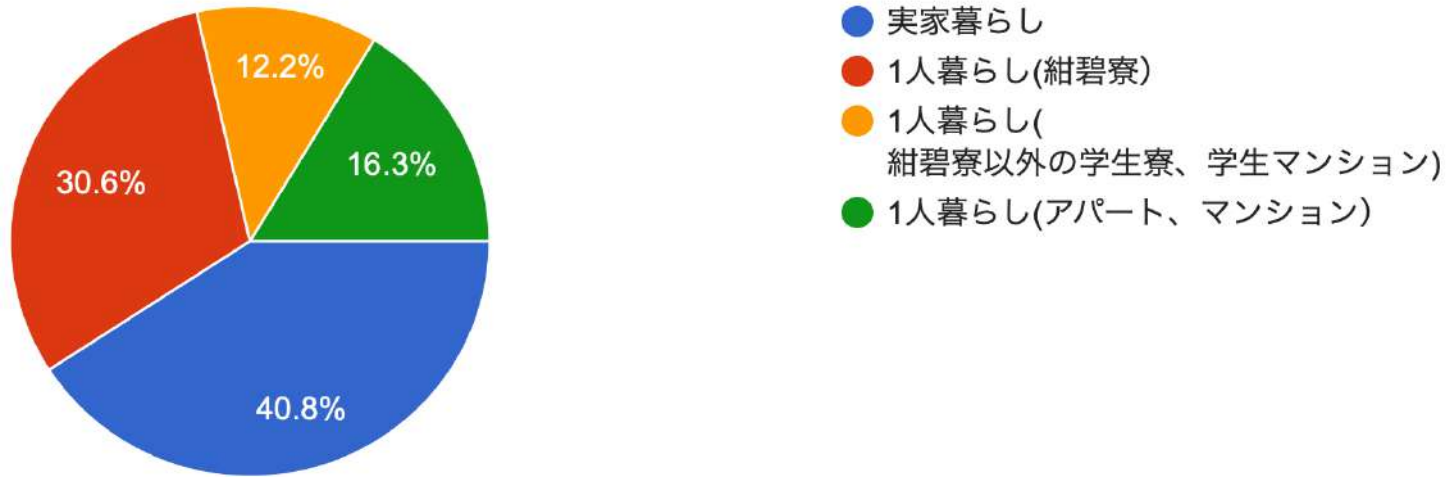 12.2%
16.3%
30.6%
40.8%
実家暮らし
1人暮らし(紺碧寮）
1人暮らし(
紺碧寮以外の学生寮、学生マンション)
1人暮らし(アパート、マンション）